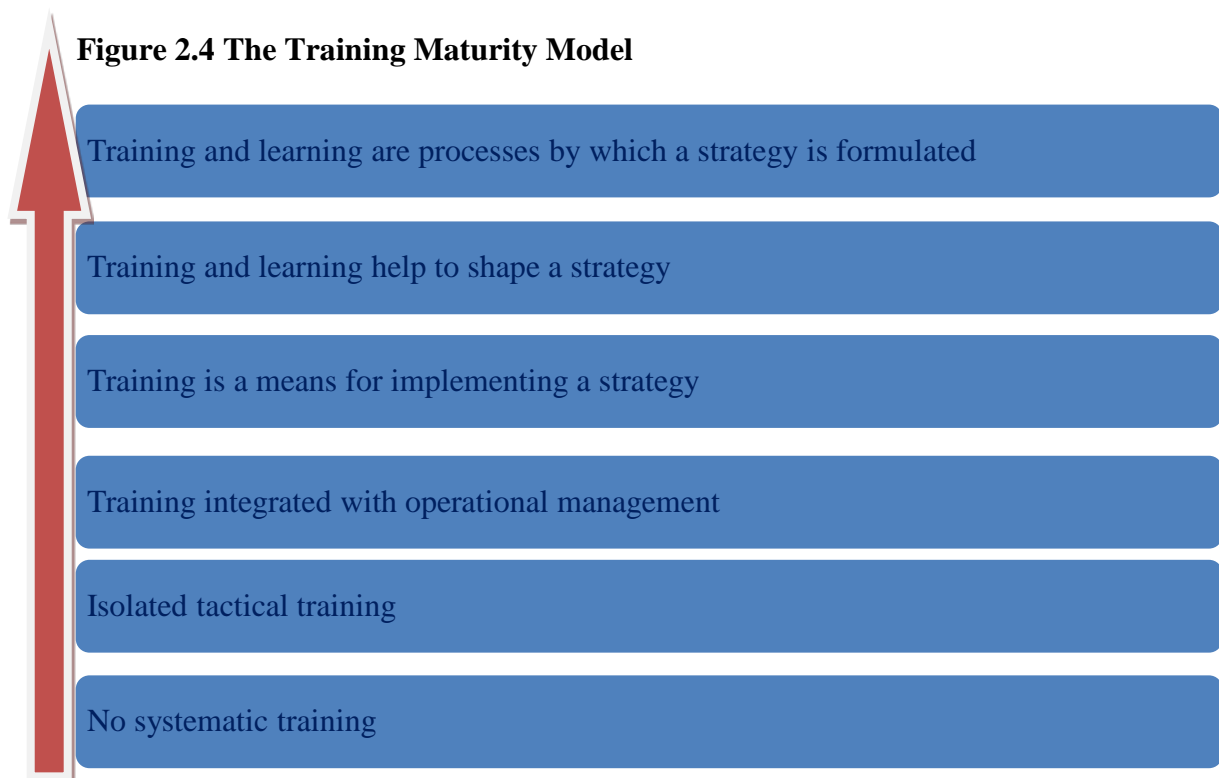 Figure 2.4 The Training Maturity Model
Training and learning are processes by which a strategy is formulated
Training and learning help to shape a strategy
Training is a means for implementing a strategy
Training integrated with operational management
Isolated tactical training
No systematic training